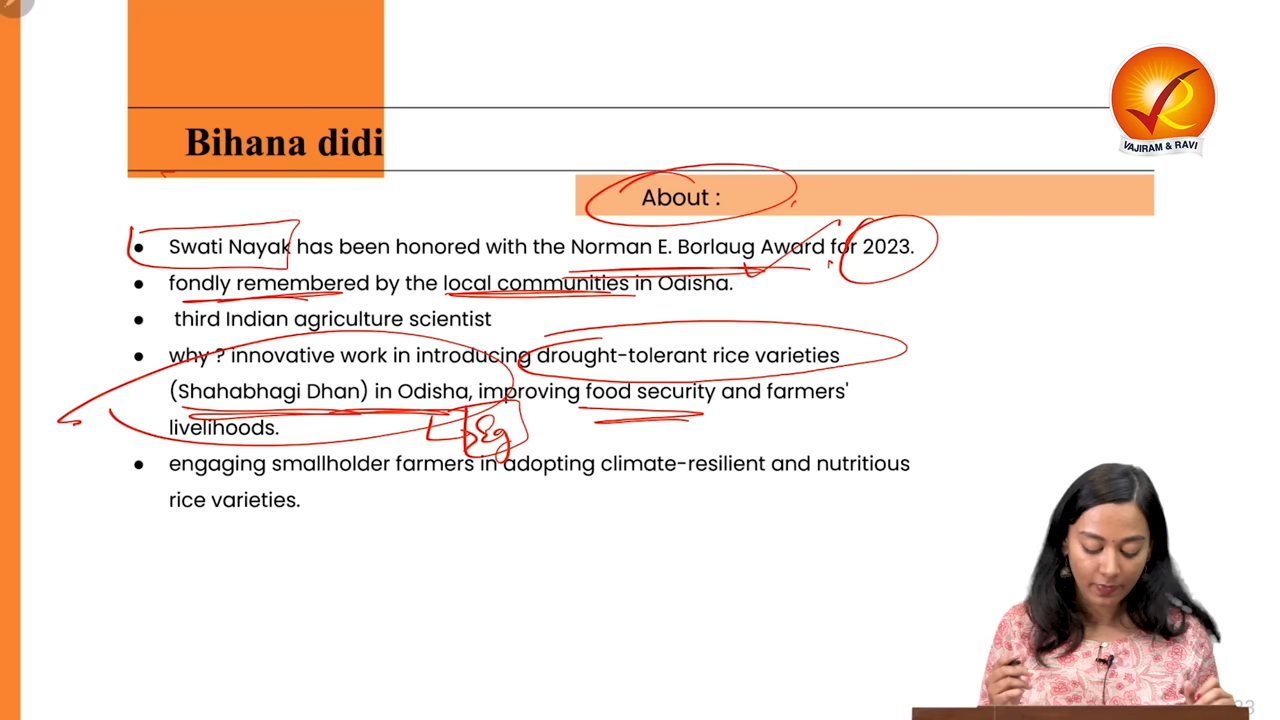 VAJIRAM & RAVI
Bihana didi
About :
• Swati Nayak has been honored with the Norman E. Borlaug Award for 2023.
• fondly remembered by the local communities in Odisha.
• third Indian agriculture scientist
• why ? innovative work in introducing drought-tolerant rice varieties
(Shahabhagi Dhan) in Odisha, improving food security and farmers'
livelihoods.
Eg
• engaging smallholder farmers in adopting climate-resilient and nutritious
rice varieties.